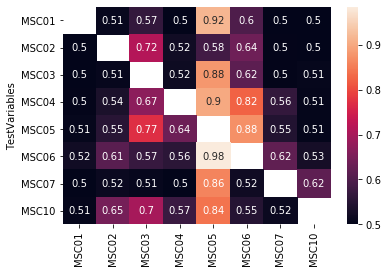 MSC01 0.51 0.57 0.5 0.92 0.6 0.5 0.5
MSC02 0.5 0.72 0.52 0.58 0.64 0.5 0.5
MSC03 0.5 0.51 0.52 0.88 0.62 0.5 0.51
MSC04 0.5 0.54 0.67 0.9 0.82 0.56 0.51
MSC05 0.51 0.55 0.77 0.64 0.88 0.55 0.51
MSC06 0.52 0.61 0.57 0.56 0.98 0.62 0.53
MSC07 0.5 0.52 0.51 0.5 0.86 0.52 0.62
MSC10 0.51 0.65 0.7 0.57 0.84 0.55 0.52
TestVariables
MSC01 MSC02 MSC03 MSC04 MSC05 MSC06 MSC07 MSC10
0.9
0.8
0.7
0.6
0.5